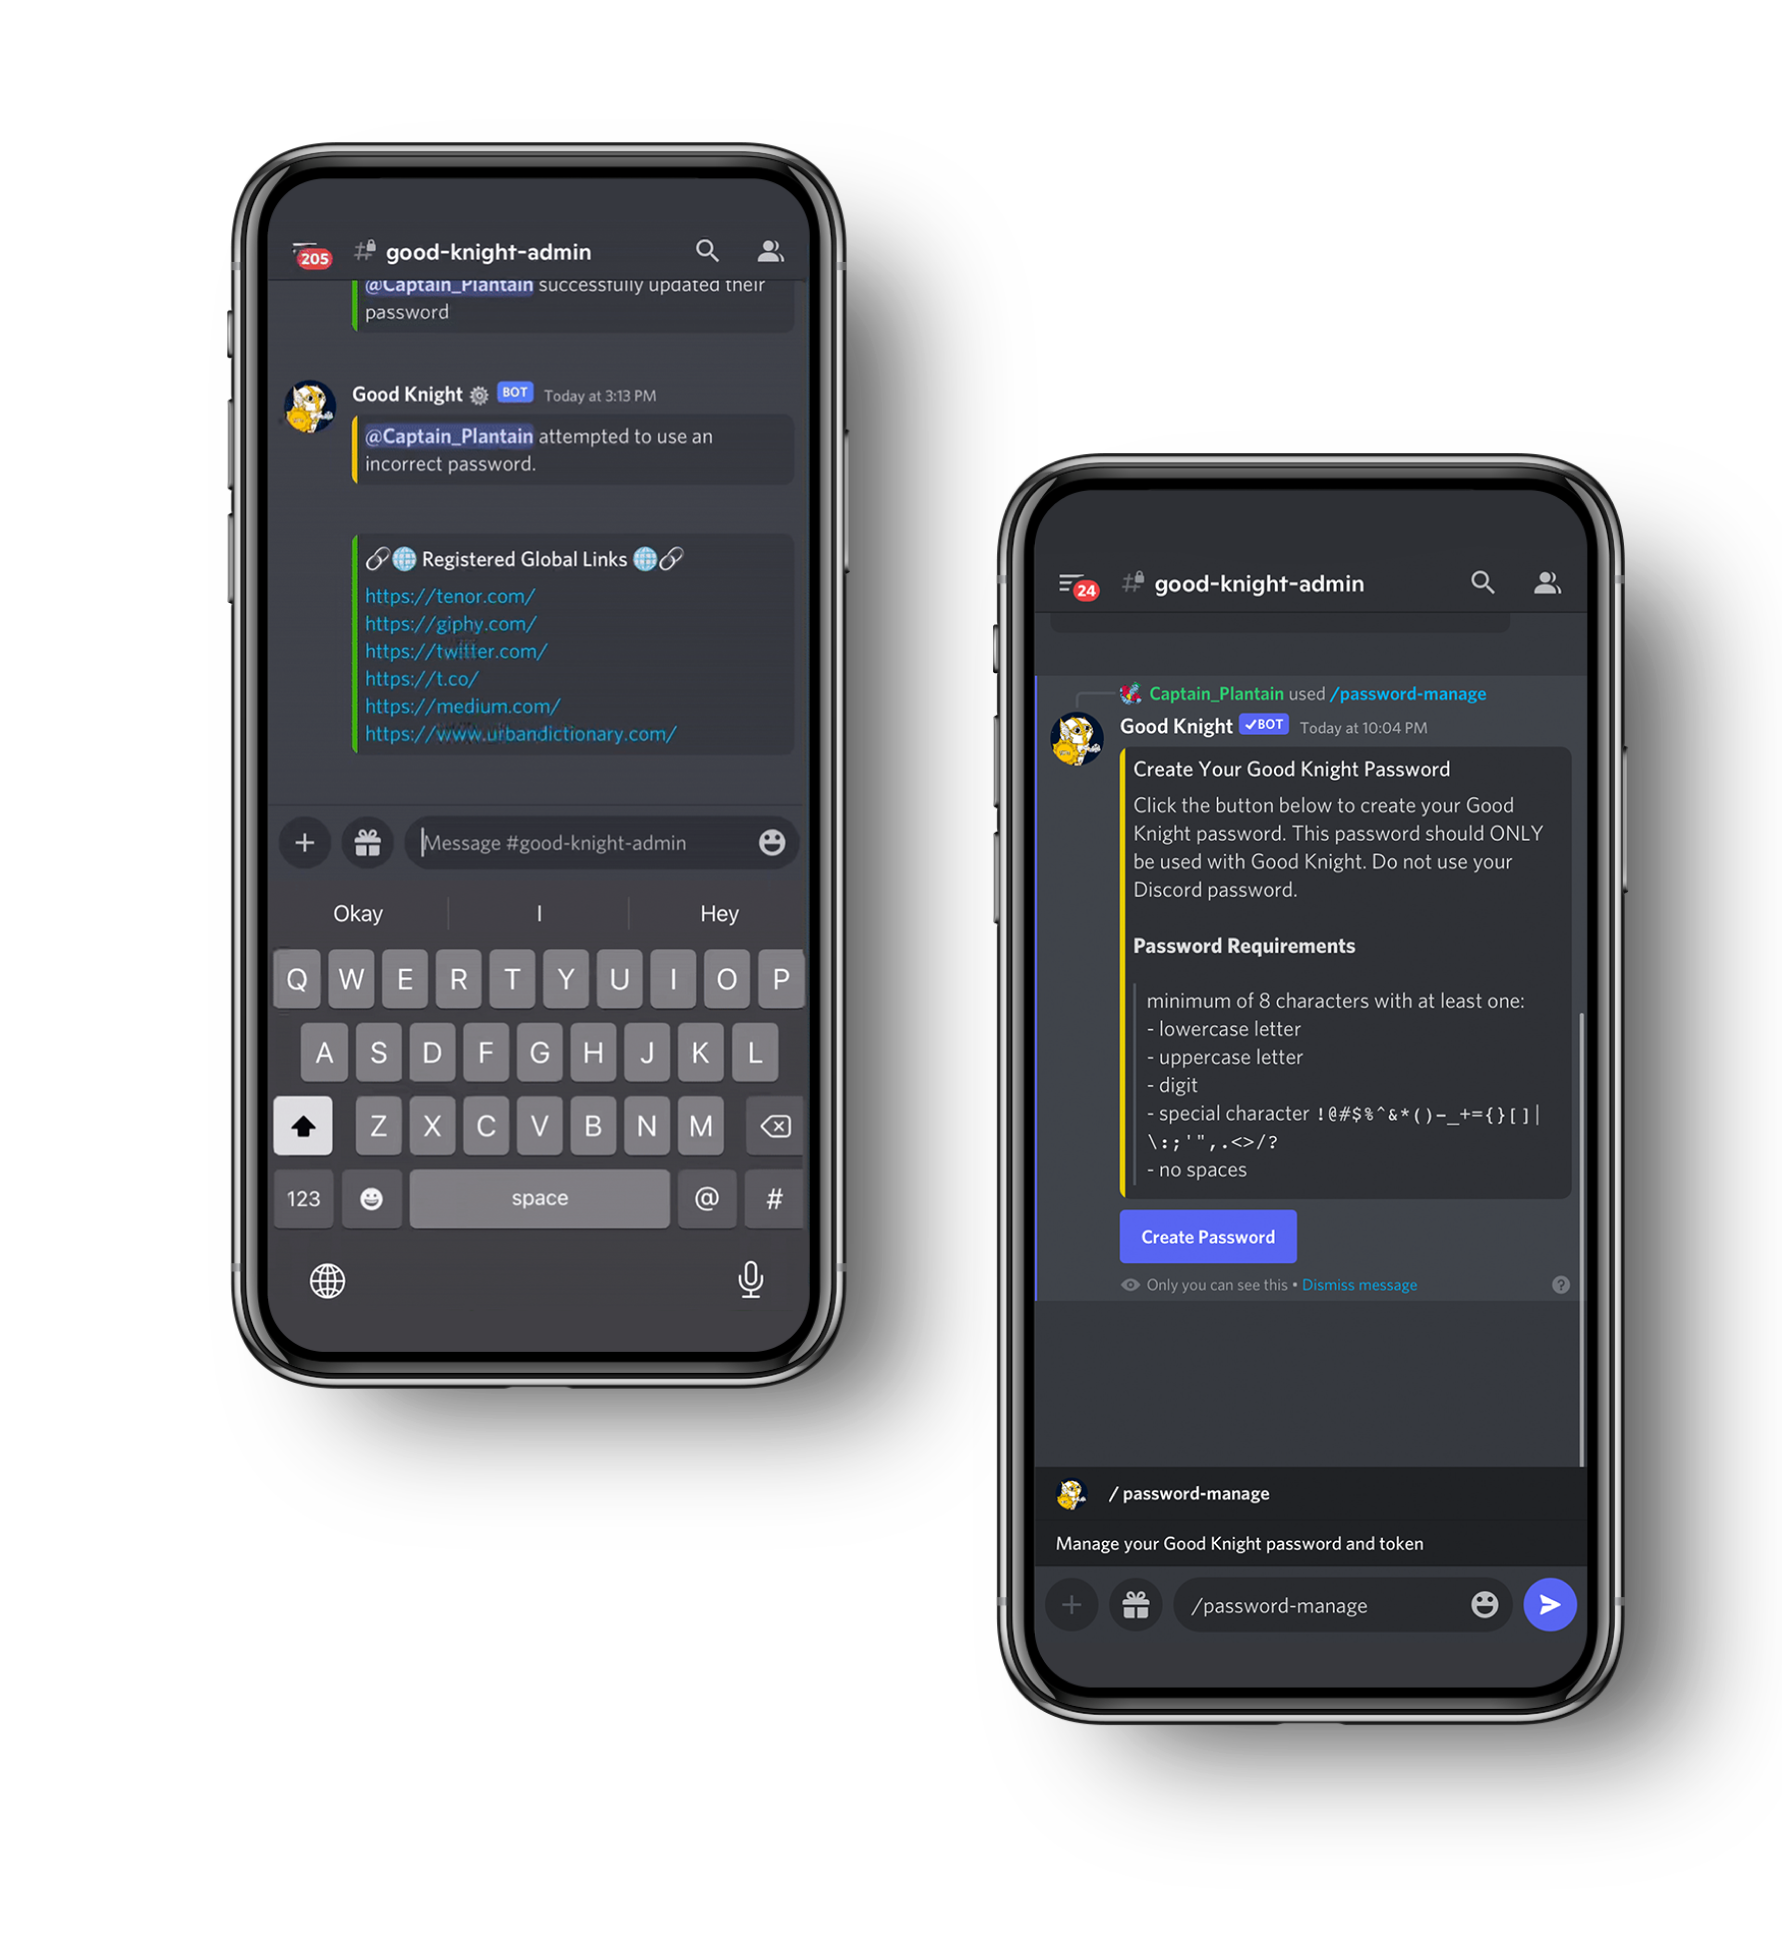 205
good-knight-admin
@Captain_Plantain successfully updated their
password
Good Knight BOT Today at 3:13 PM
@Captain_Plantain attempted to use an
incorrect password.
Registered Global Links
https://tenor.com/
https://giphy.com/
https://twitter.com/
https://t.co/
https://medium.com/
https://www.urbandictionary.com/
Message #good-knight-admin
Okay I Hey
Q W E R T Y U I O P
A S D F G H J K L
Z X C V B N M
123 space @ #
24
good-knight-admin
Captain_Plantain used /password-manage
Good Knight ✓BOT Today at 10:04 PM
Create Your Good Knight Password
Click the button below to create your Good
Knight password. This password should ONLY
be used with Good Knight. Do not use your
Discord password.
Password Requirements
minimum of 8 characters with at least one:
- lowercase letter
- uppercase letter
- digit
- special character !@#$%^&*()-_+={}[]|
\:;'",.<>/?
- no spaces
Create Password
Only you can see this • Dismiss message
?
/ password-manage
Manage your Good Knight password and token
/password-manage